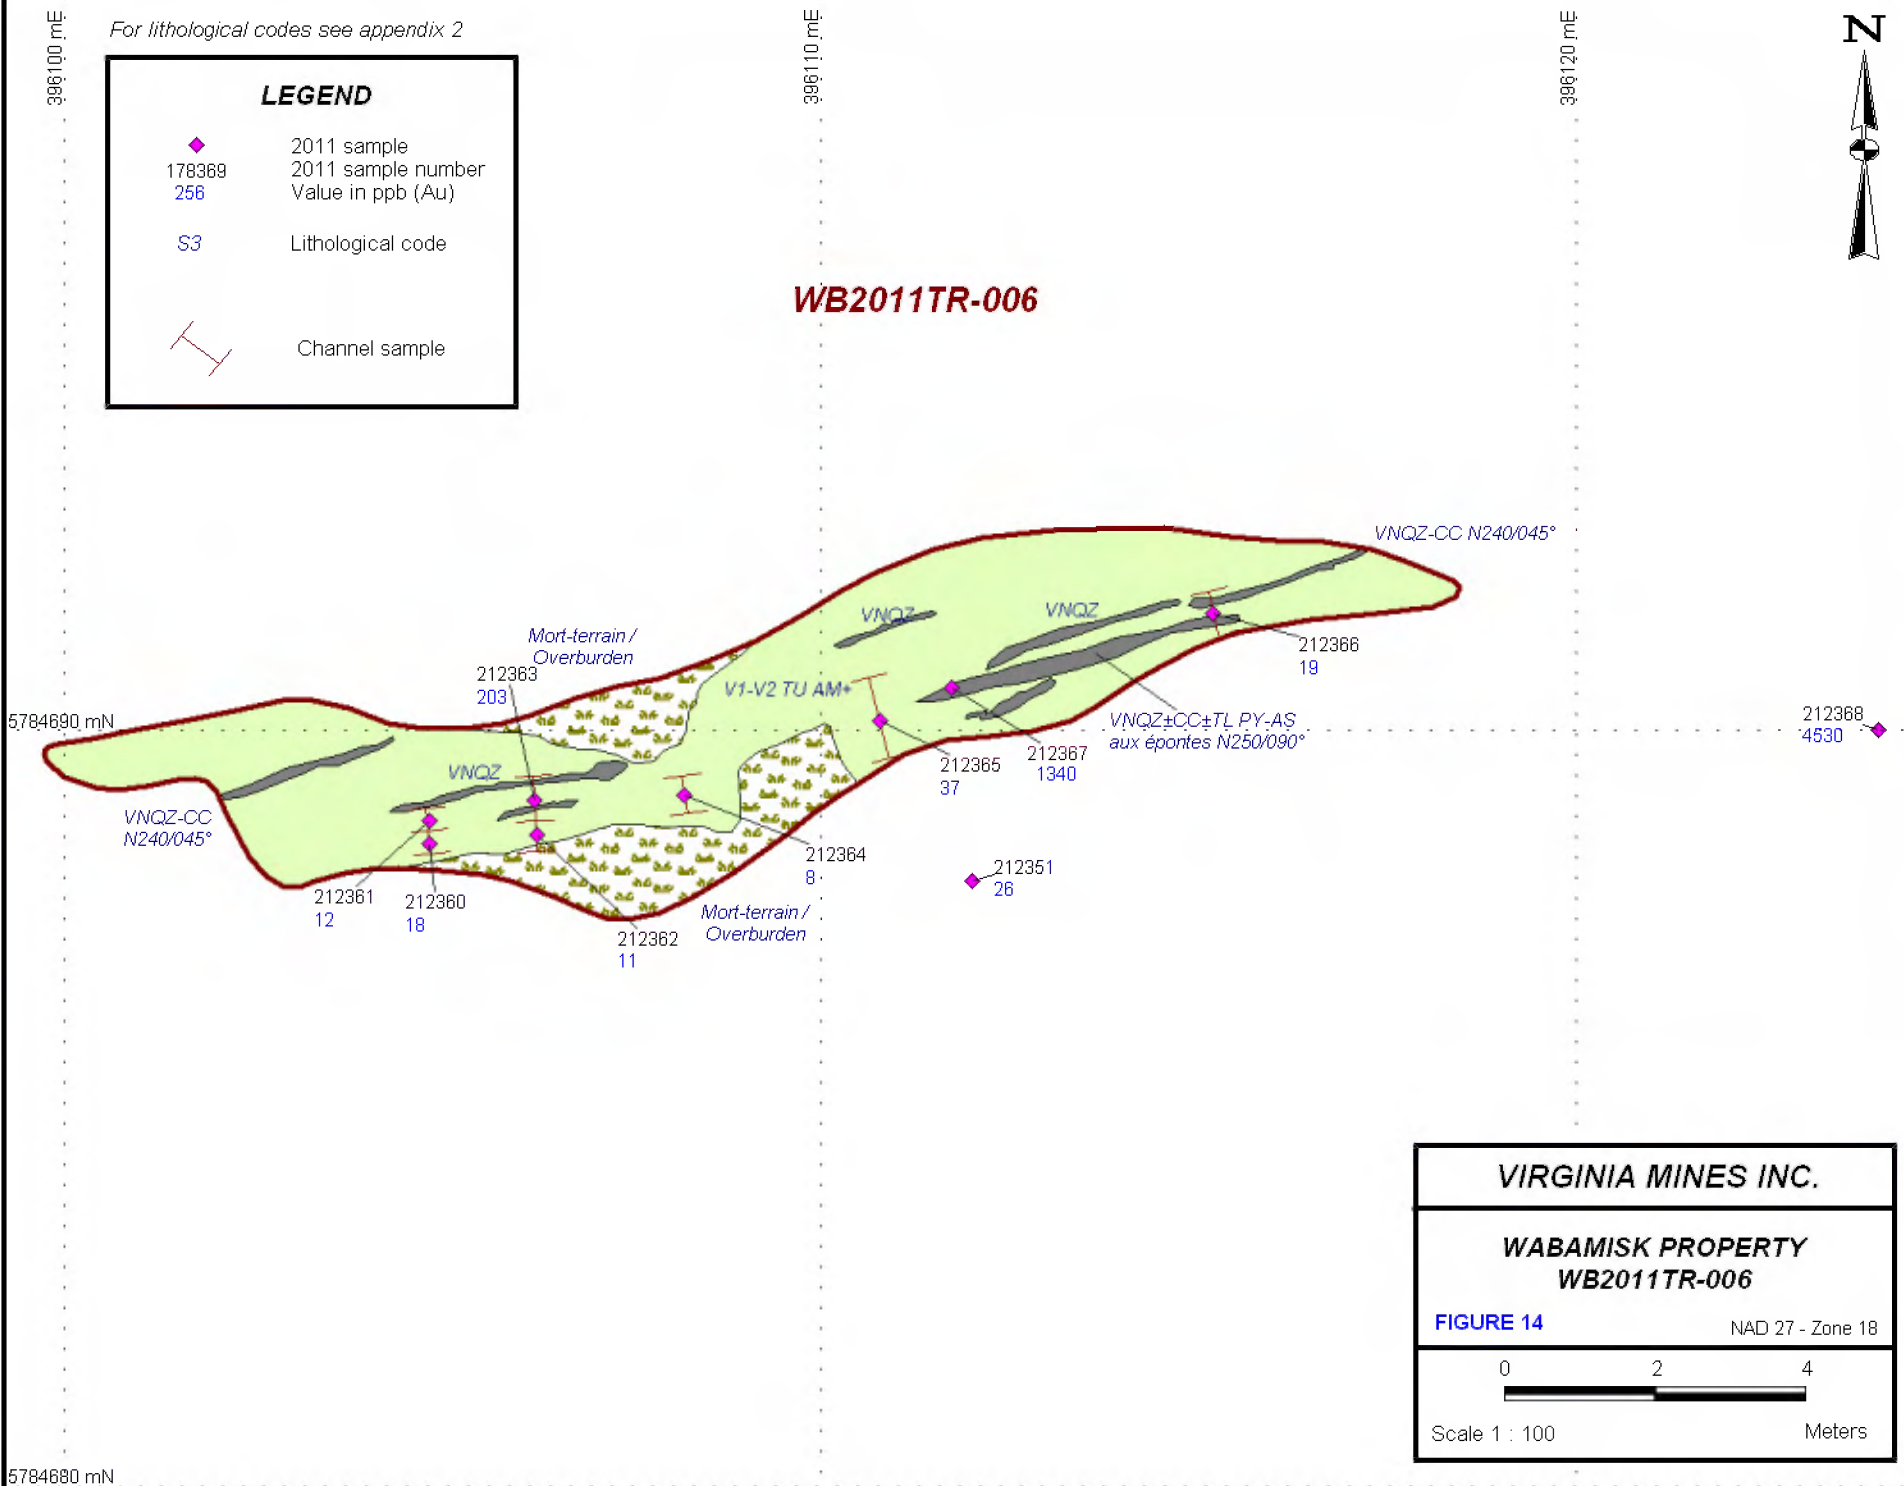 396100 mE
396110 mE
396120 mE
N
For lithological codes see appendix 2
LEGEND
2011 sample
178369 2011 sample number
256 Value in ppb (Au)
S3 Lithological code
Channel sample
WB2011TR-006
VNQZ-CC N240/045°
VNQZ
VNQZ
Mort-terrain /
Overburden
212366
19
212363
203
V1-V2 TU AM+
5784690 mN
VNQZ±CC±TL PY-AS
aux épontes N250/090°
212368
4530
212367
1340
212365
37
VNQZ
VNQZ-CC
N240/045°
212364
8
212351
26
212361
12
212360
18
Mort-terrain /
Overburden
212362
11
VIRGINIA MINES INC.
WABAMISK PROPERTY
WB2011TR-006
FIGURE 14
NAD 27 - Zone 18
0 2 4
Scale 1 : 100
Meters
5784680 mN